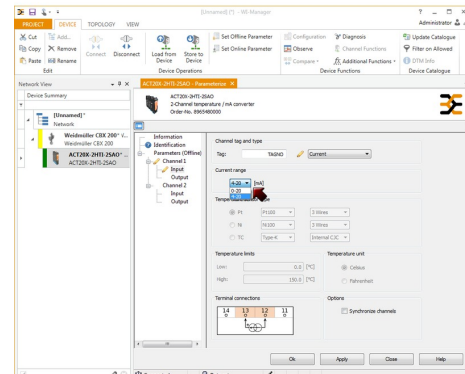 [Unnamed] (*) - WI-Manager
PROJECT DEVICE TOPOLOGY VIEW
Administrator
Cut Add...
Copy Remove
Paste Rename
Connect Disconnect
Load from Device Store to Device
Set Offline Parameter
Set Online Parameter
Configuration Diagnosis
Observe Channel Functions
Compare Additional Functions
Update Catalogue
Filter on Allowed
DTM Info
Edit Device Operations Device Functions Device Catalogue
Network View
Device Summary
[Unnamed]*
Network
Weidmüller CBX 200* V...
Weidmuller CBX 200
ACT20X-2HTI-2SAO* ...
ACT20X-2HTI-2SAO
ACT20X-2HTI-2SAO - Parameterize
ACT20X-2HTI-2SAO
2-Channel temperature / mA converter
Order-No. 8965480000
Information
Identification
Parameters (Offline)
Channel 1
Input
Output
Channel 2
Input
Output
Channel tag and type
Tag: TAGNO Current
Current range
4-20 [mA]
0-20
Pt Pt100 3 Wires
Ni Ni100 3 Wires
TC Type-K Internal CJC
Temperature limits
Low: 0.0 [°C]
High: 150.0 [°C]
Temperature unit
Celsius
Fahrenheit
Terminal connections
14 13 12 11
Options
Synchronize channels
Ok Apply Close Help